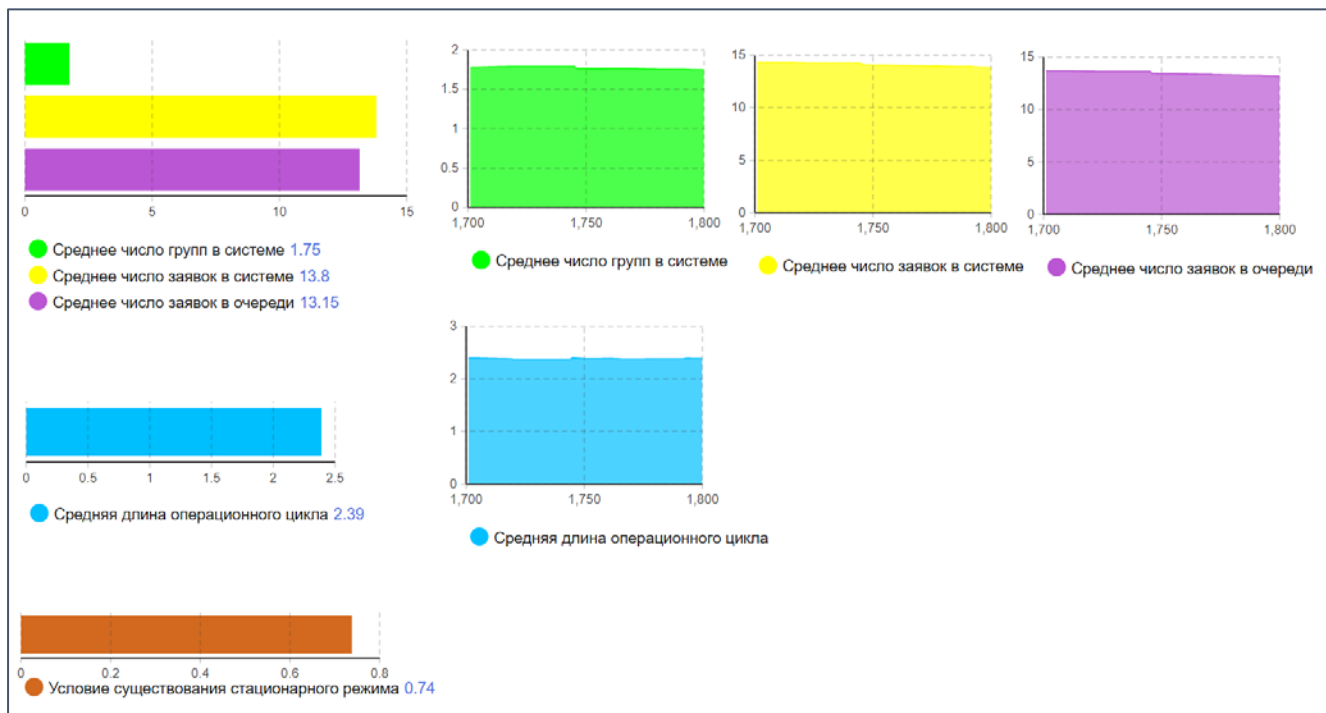 0 5 10 15
Среднее число групп в системе 1.75
Среднее число заявок в системе 13.8
Среднее число заявок в очереди 13.15
2
1.5
1
0.5
0
1,700 1,750 1,800
Среднее число групп в системе
15
10
5
0
1,700 1,750 1,800
Среднее число заявок в системе
15
10
5
0
1,700 1,750 1,800
Среднее число заявок в очереди
0 0.5 1 1.5 2 2.5
Средняя длина операционного цикла 2.39
3
2
1
0
1,700 1,750 1,800
Средняя длина операционного цикла
0 0.2 0.4 0.6 0.8
Условие существования стационарного режима 0.74